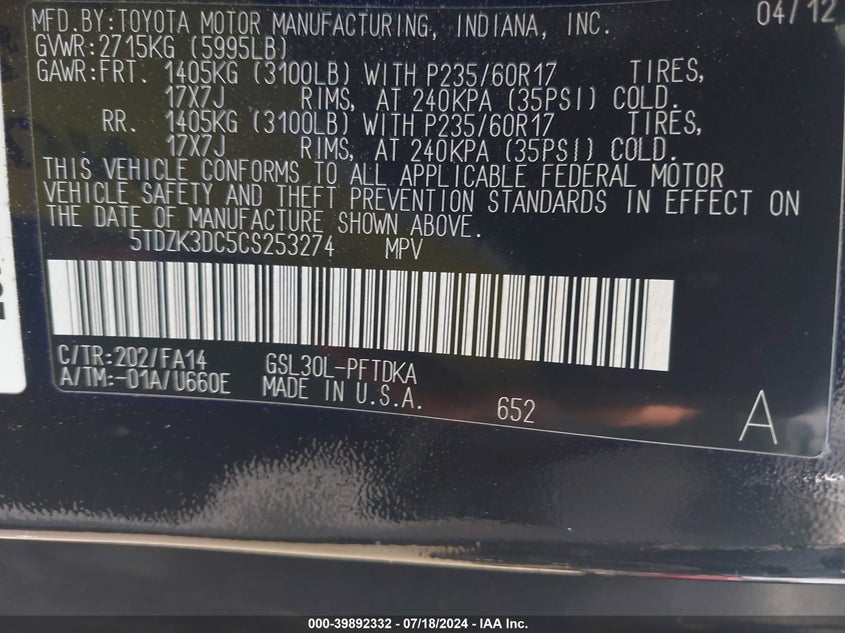 MFD.BY:TOYOTA MOTOR MANUFACTURING, INDIANA, INC. 04/12
GVWR:2715KG (5995LB)
GAWR:FRT. 1405KG (3100LB) WITH P235/60R17 TIRES,
17X7J RIMS, AT 240KPA (35PSI) COLD.
RR. 1405KG (3100LB) WITH P235/60R17 TIRES,
17X7J RIMS, AT 240KPA (35PSI) COLD.
THIS VEHICLE CONFORMS TO ALL APPLICABLE FEDERAL MOTOR
VEHICLE SAFETY AND THEFT PREVENTION STANDARDS IN EFFECT ON
THE DATE OF MANUFACTURE SHOWN ABOVE.
5TDZK3DC5CS253274 MPV
C/TR:202/FA14 GSL30L-PFTDKA
A/TM:-01A/U660E MADE IN U.S.A.
652
A
000-39892332 - 07/18/2024 - IAA Inc.